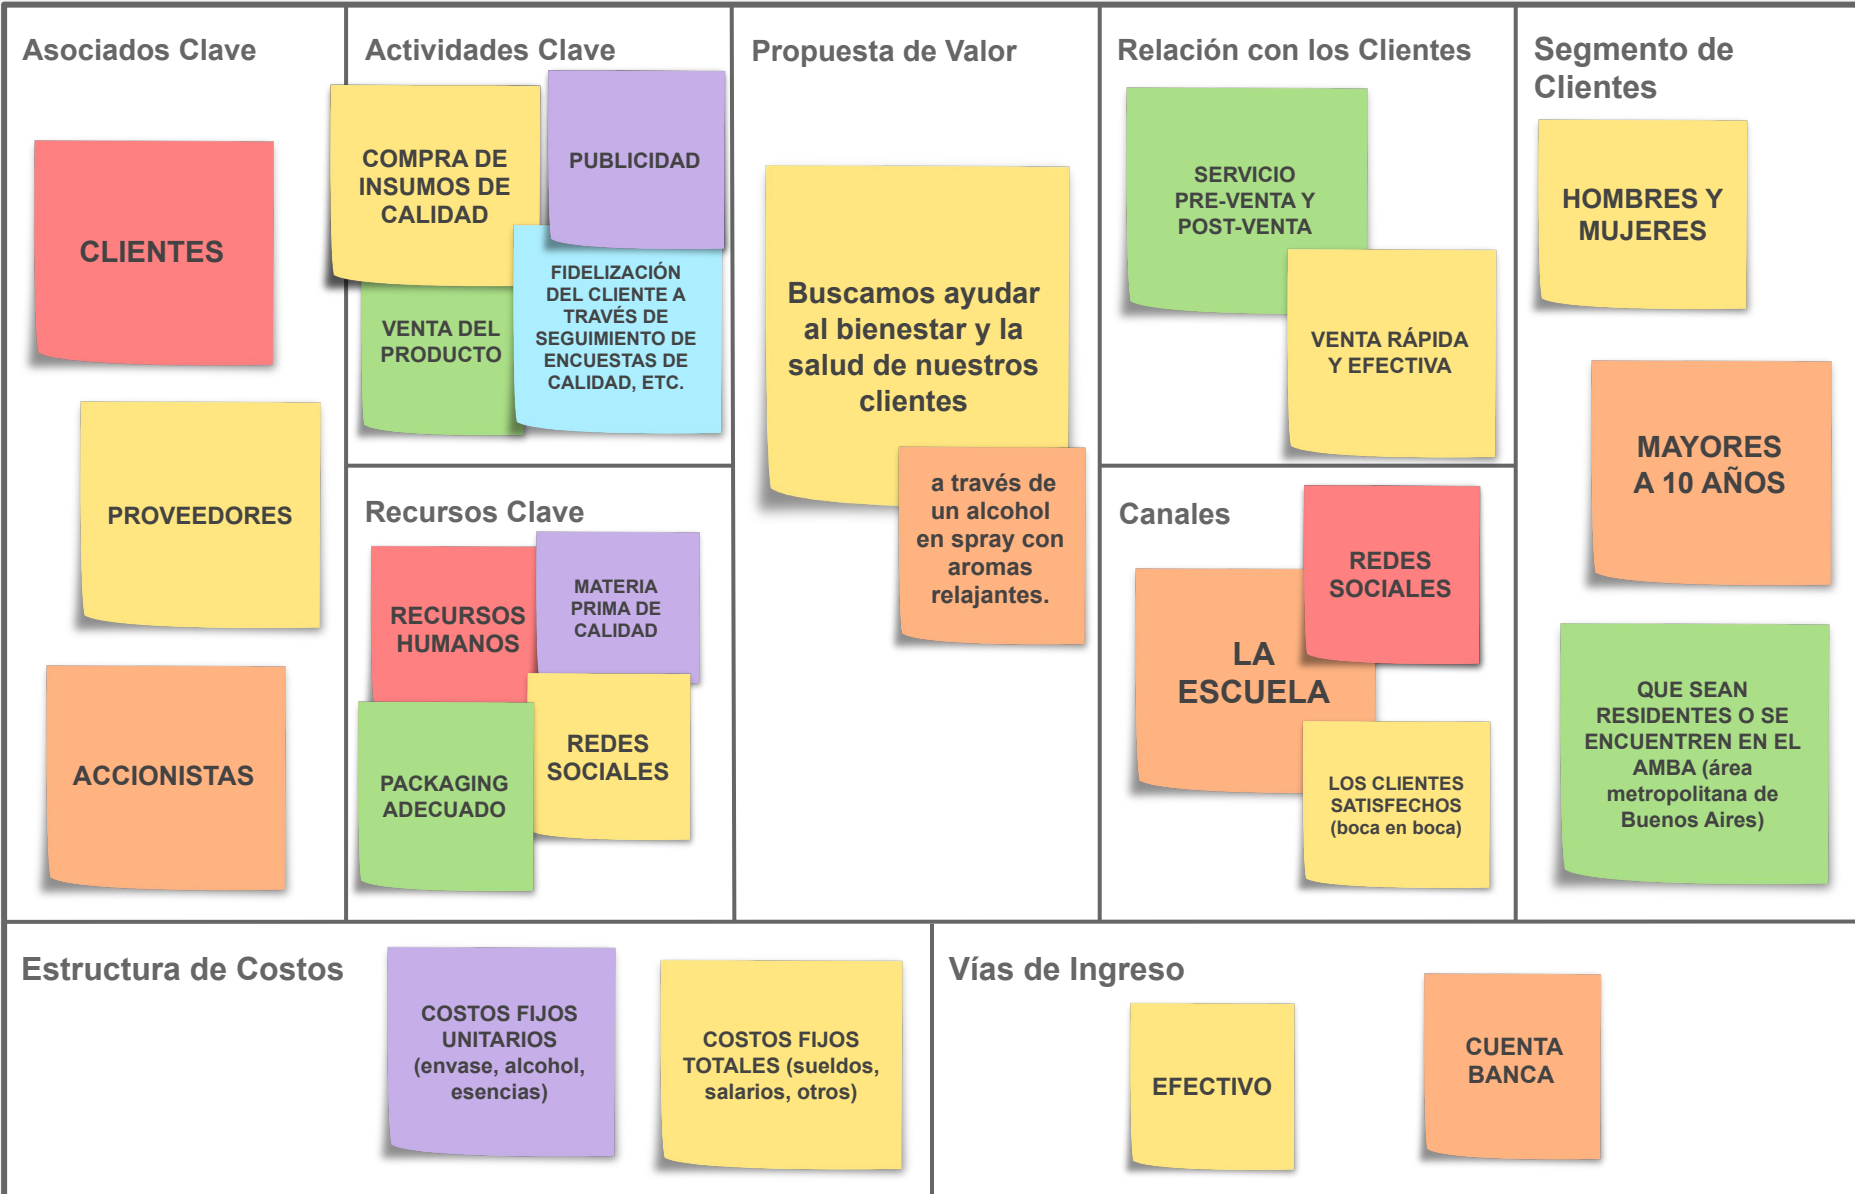 Asociados Clave
CLIENTES
PROVEEDORES
ACCIONISTAS
Actividades Clave
COMPRA DE
INSUMOS DE
CALIDAD
PUBLICIDAD
VENTA DEL
PRODUCTO
FIDELIZACIÓN
DEL CLIENTE A
TRAVÉS DE
SEGUIMIENTO DE
ENCUESTAS DE
CALIDAD, ETC.
Recursos Clave
RECURSOS
HUMANOS
MATERIA
PRIMA DE
CALIDAD
PACKAGING
ADECUADO
REDES
SOCIALES
Propuesta de Valor
Buscamos ayudar
al bienestar y la
salud de nuestros
clientes
a través de
un alcohol
en spray con
aromas
relajantes.
Relación con los Clientes
SERVICIO
PRE-VENTA Y
POST-VENTA
VENTA RÁPIDA
Y EFECTIVA
Canales
REDES
SOCIALES
LA
ESCUELA
LOS CLIENTES
SATISFECHOS
(boca en boca)
Segmento de
Clientes
HOMBRES Y
MUJERES
MAYORES
A 10 AÑOS
QUE SEAN
RESIDENTES O SE
ENCUENTREN EN EL
AMBA (área
metropolitana de
Buenos Aires)
Estructura de Costos
COSTOS FIJOS
UNITARIOS
(envase, alcohol,
esencias)
COSTOS FIJOS
TOTALES (sueldos,
salarios, otros)
Vías de Ingreso
EFECTIVO
CUENTA
BANCA